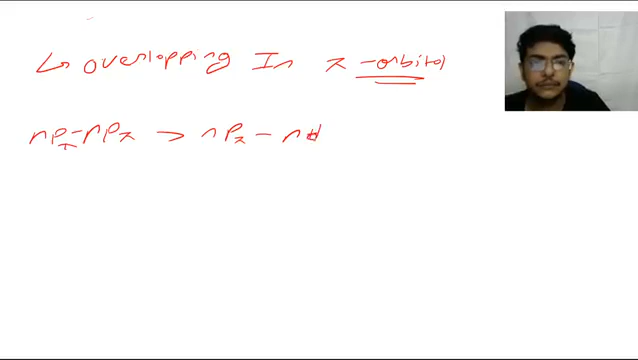 ↳ overlapping In π -orbital
npπ-npπ > npπ - nd